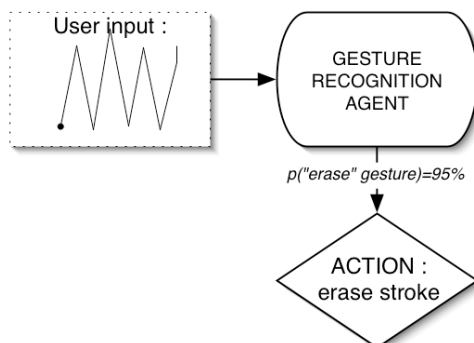 User input :
GESTURE
RECOGNITION
AGENT
p("erase" gesture)=95%
ACTION :
erase stroke